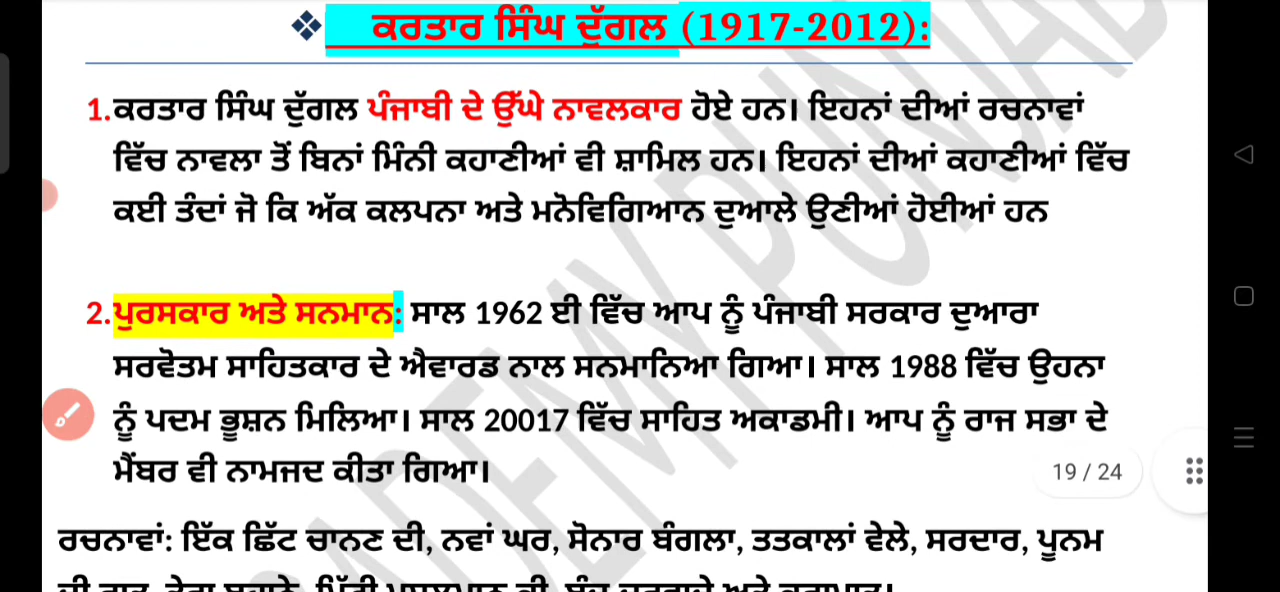 ❖ ਕਰਤਾਰ ਸਿੰਘ ਦੁੱਗਲ (1917-2012):
1. ਕਰਤਾਰ ਸਿੰਘ ਦੁੱਗਲ ਪੰਜਾਬੀ ਦੇ ਉੱਘੇ ਨਾਵਲਕਾਰ ਹੋਏ ਹਨ। ਇਹਨਾਂ ਦੀਆਂ ਰਚਨਾਵਾਂ
ਵਿੱਚ ਨਾਵਲਾ ਤੋਂ ਬਿਨਾਂ ਮਿੰਨੀ ਕਹਾਣੀਆਂ ਵੀ ਸ਼ਾਮਿਲ ਹਨ। ਇਹਨਾਂ ਦੀਆਂ ਕਹਾਣੀਆਂ ਵਿੱਚ
ਕਈ ਤੰਦਾਂ ਜੋ ਕਿ ਅੱਕ ਕਲਪਨਾ ਅਤੇ ਮਨੋਵਿਗਿਆਨ ਦੁਆਲੇ ਉਣੀਆਂ ਹੋਈਆਂ ਹਨ
2. ਪੁਰਸਕਾਰ ਅਤੇ ਸਨਮਾਨ: ਸਾਲ 1962 ਈ ਵਿੱਚ ਆਪ ਨੂੰ ਪੰਜਾਬੀ ਸਰਕਾਰ ਦੁਆਰਾ
ਸਰਵੋਤਮ ਸਾਹਿਤਕਾਰ ਦੇ ਐਵਾਰਡ ਨਾਲ ਸਨਮਾਨਿਆ ਗਿਆ। ਸਾਲ 1988 ਵਿੱਚ ਉਹਨਾ
ਨੂੰ ਪਦਮ ਭੂਸ਼ਨ ਮਿਲਿਆ। ਸਾਲ 20017 ਵਿੱਚ ਸਾਹਿਤ ਅਕਾਡਮੀ। ਆਪ ਨੂੰ ਰਾਜ ਸਭਾ ਦੇ
ਮੈਂਬਰ ਵੀ ਨਾਮਜਦ ਕੀਤਾ ਗਿਆ।
19 / 24
ਰਚਨਾਵਾਂ: ਇੱਕ ਛਿੱਟ ਚਾਨਣ ਦੀ, ਨਵਾਂ ਘਰ, ਸੋਨਾਰ ਬੰਗਲਾ, ਤਤਕਾਲਾਂ ਵੇਲੇ, ਸਰਦਾਰ, ਪੂਨਮ